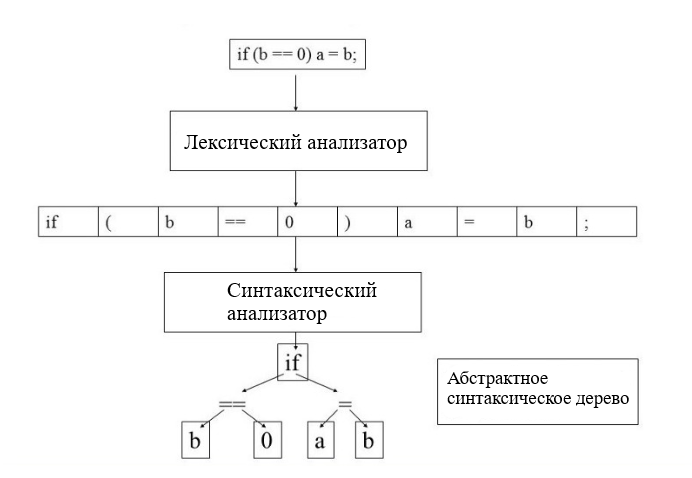 if (b == 0) a = b;
Лексический анализатор
if ( b == 0 ) a = b ;
Синтаксический
анализатор
if
== =
b 0 a b
Абстрактное
синтаксическое дерево